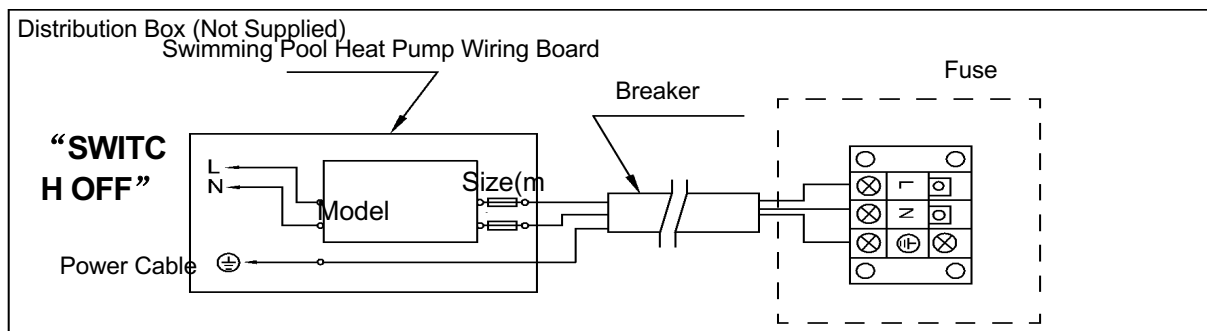 Distribution Box (Not Supplied)
Swimming Pool Heat Pump Wiring Board
Fuse
Breaker
“SWITC
H OFF”
L
N
Size(m
Model
Power Cable
L
N